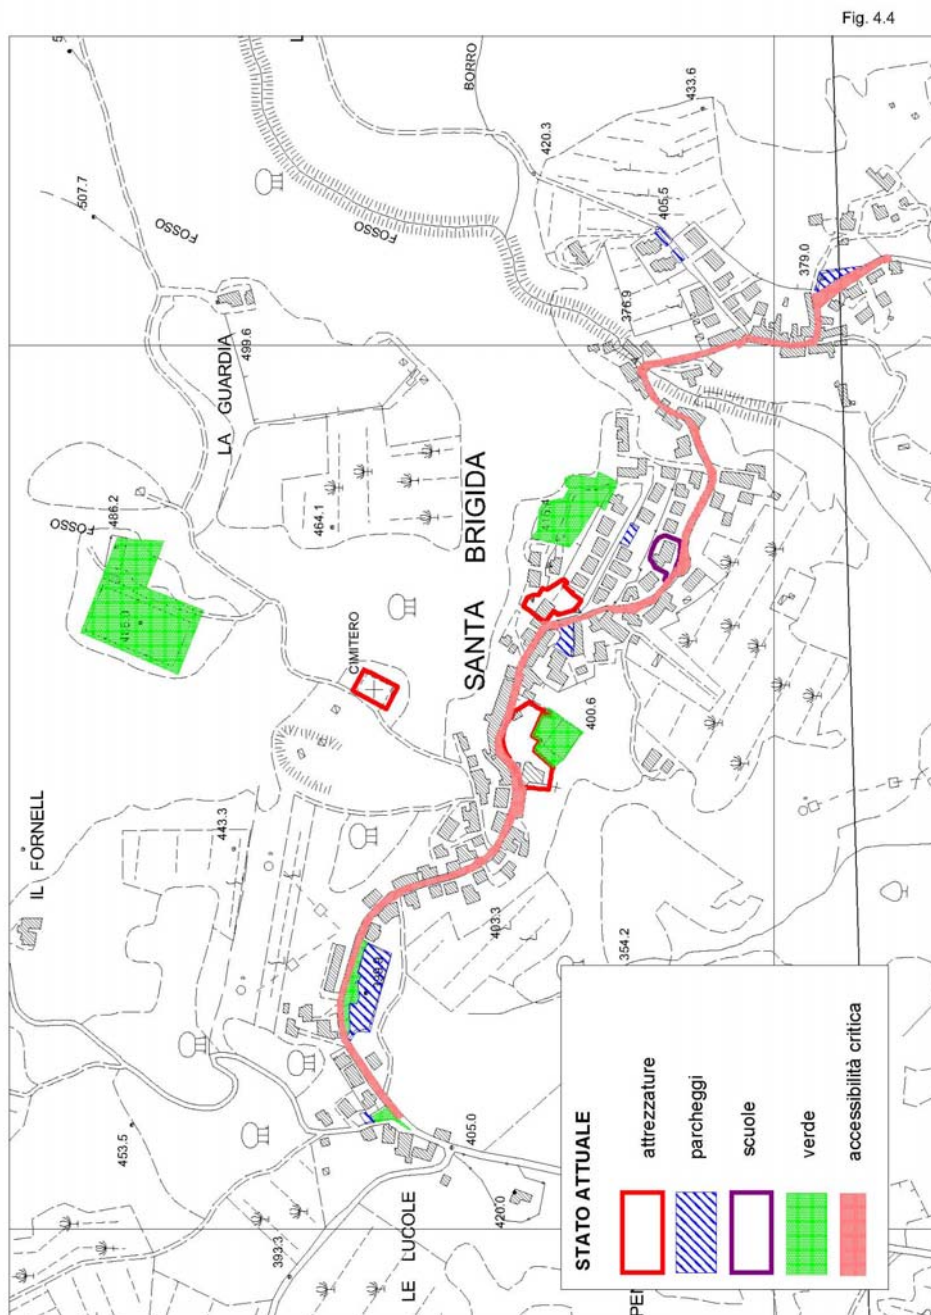 Fig. 4.4
BORRO
433.6
420.3
507.7
FOSSO
FOSSO
405.5
379.0
376.9
LA GUARDIA
499.6
FOSSO
486.2
464.1
SANTA BRIGIDA
CIMITERO
400.6
IL FORNELL
443.3
403.3
354.2
453.5
405.0
420.0
393.3
LE LUCOLE
STATO ATTUALE
attrezzature
parcheggi
scuole
verde
accessibilità critica